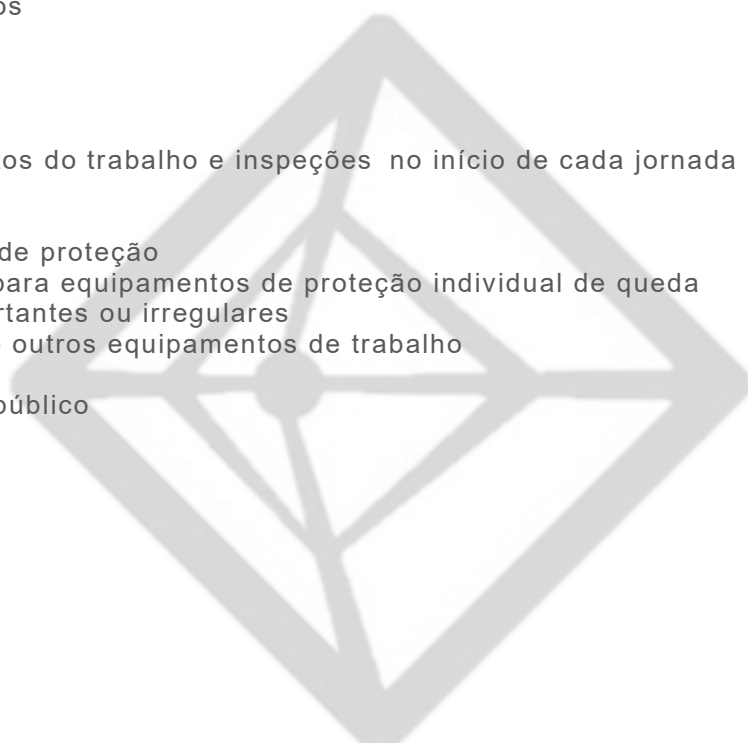 os
tos do trabalho e inspeções no início de cada jornada
de proteção
para equipamentos de proteção individual de queda
rtantes ou irregulares
outros equipamentos de trabalho
público